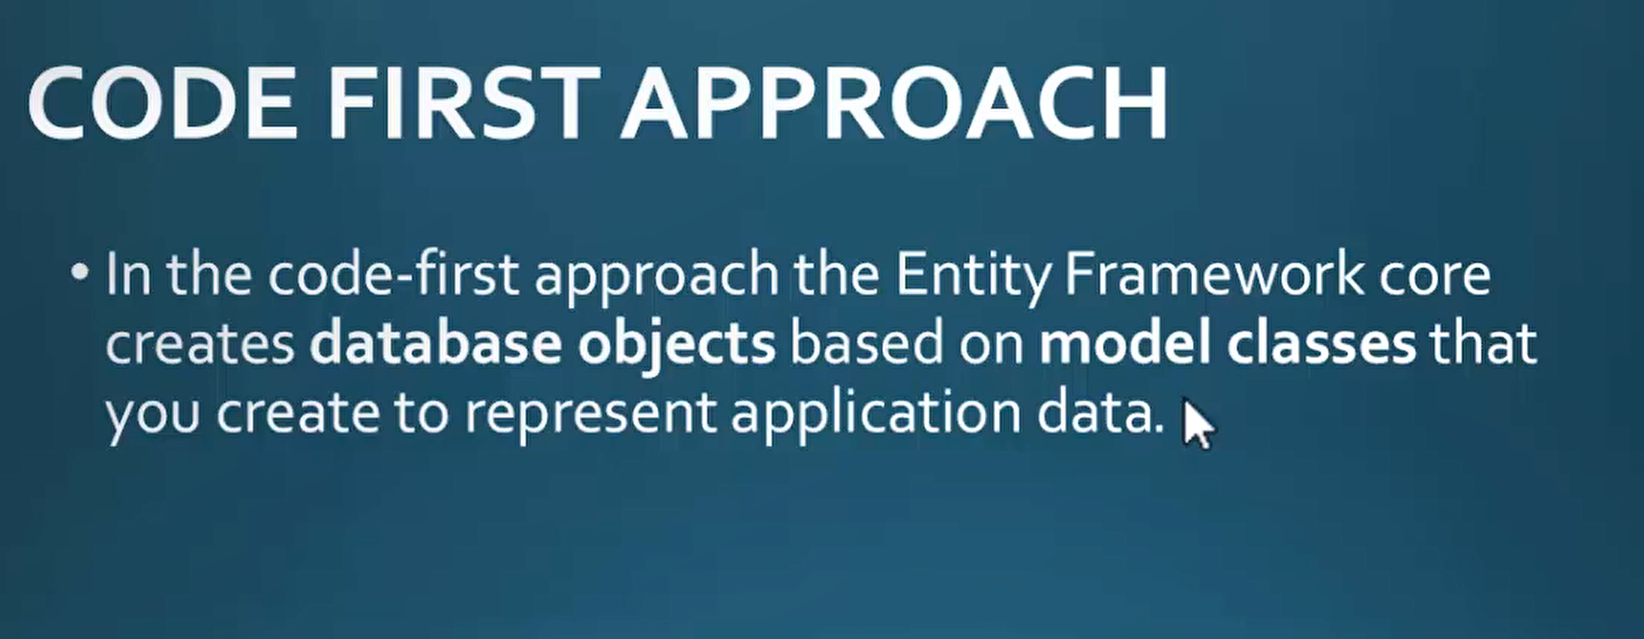 CODE FIRST APPROACH
• In the code-first approach the Entity Framework core
creates database objects based on model classes that
you create to represent application data.